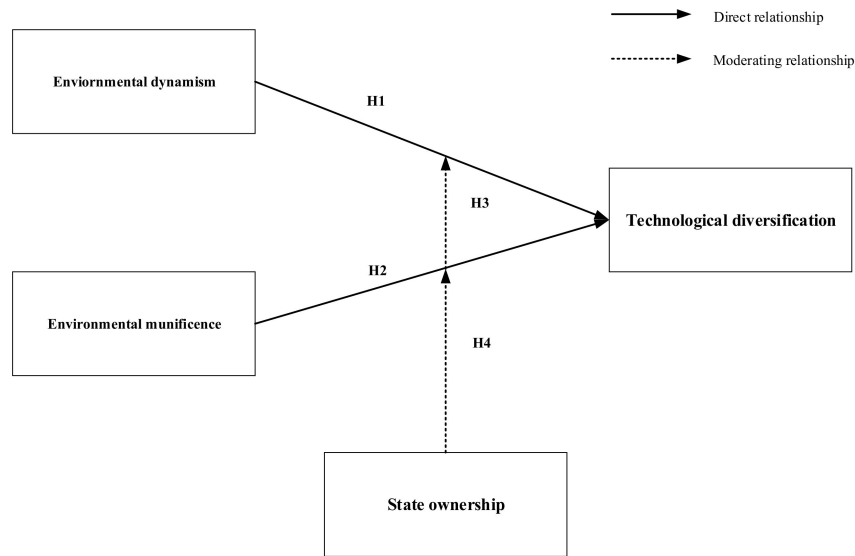 Direct relationship
Moderating relationship
Enviornmental dynamism
H1
Technological diversification
H3
H2
Environmental munificence
H4
State ownership